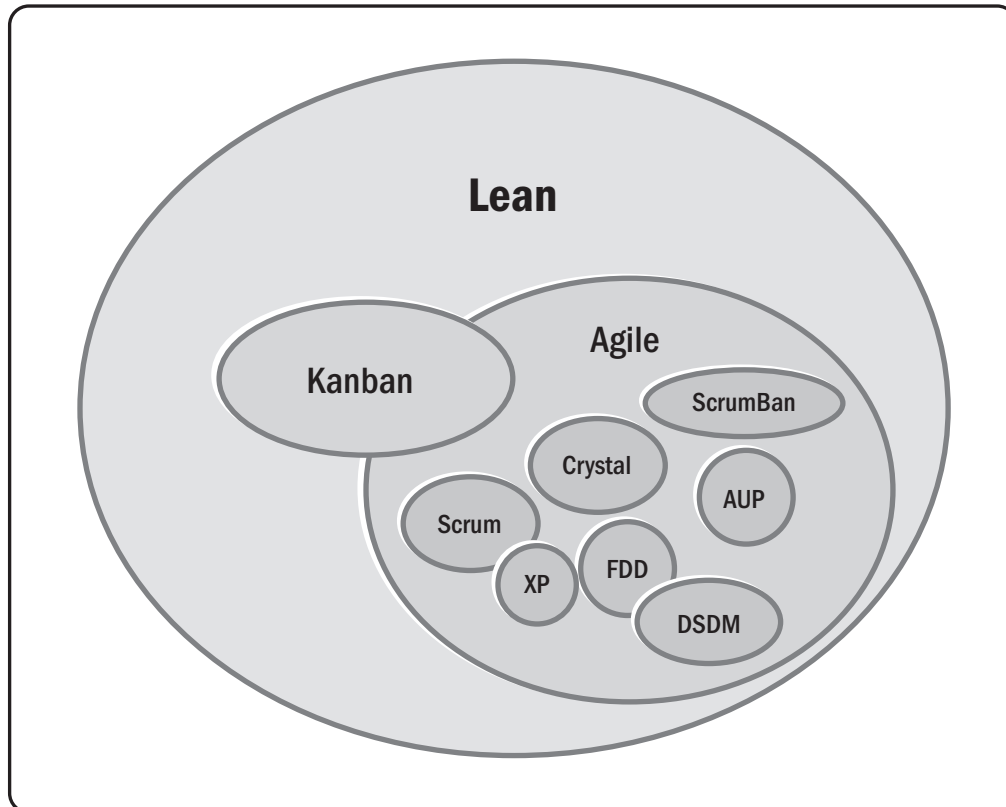 Lean
Agile
Kanban
ScrumBan
Crystal
AUP
Scrum
FDD
XP
DSDM